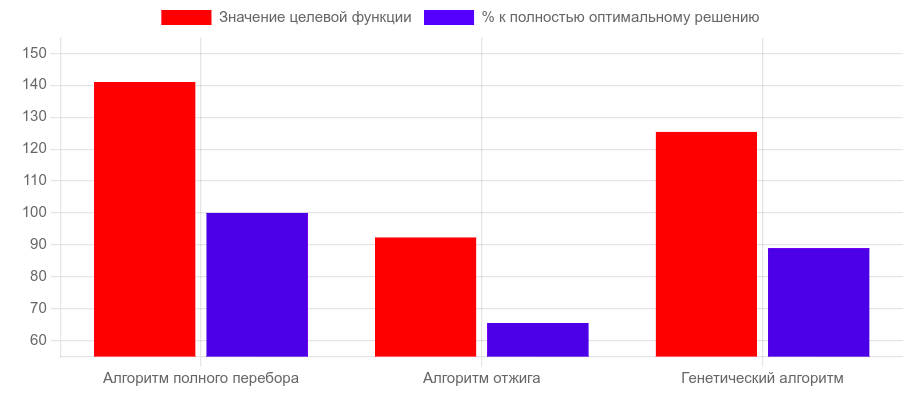 Значение целевой функции
% к полностью оптимальному решению
150
140
130
120
110
100
90
80
70
60
Алгоритм полного перебора
Алгоритм отжига
Генетический алгоритм